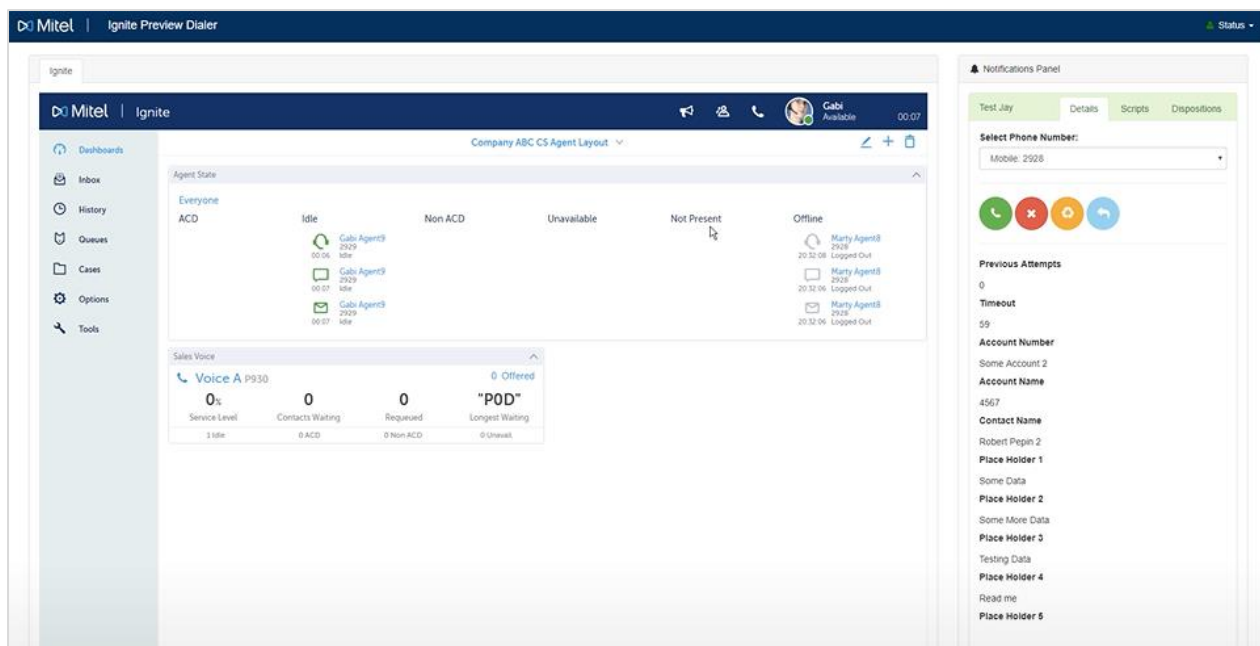 Mitel | Ignite Preview Dialer
Status
Ignite
Mitel | Ignite
Gabi
Available
00:07
Dashboards
Inbox
History
Queues
Cases
Options
Tools
Company ABC CS Agent Layout
Agent State
Everyone
ACD Idle Non ACD Unavailable Not Present Offline
Gabi Agent9
2929
00:06 Idle
Gabi Agent9
2929
00:07 Idle
Gabi Agent9
2929
00:07 Idle
Marty Agent8
2928
20:32:08 Logged Out
Marty Agent8
2928
20:32:06 Logged Out
Marty Agent8
2928
20:32:06 Logged Out
Sales Voice
Voice A P930 0 Offered
0% 0 0 "P0D"
Service Level Contacts Waiting Requeued Longest Waiting
1 Idle 0 ACD 0 Non ACD 0 Unavail.
Notifications Panel
Test Jay Details Scripts Dispositions
Select Phone Number:
Mobile: 2928
Previous Attempts
0
Timeout
59
Account Number
Some Account 2
Account Name
4567
Contact Name
Robert Pepin 2
Place Holder 1
Some Data
Place Holder 2
Some More Data
Place Holder 3
Testing Data
Place Holder 4
Read me
Place Holder 5